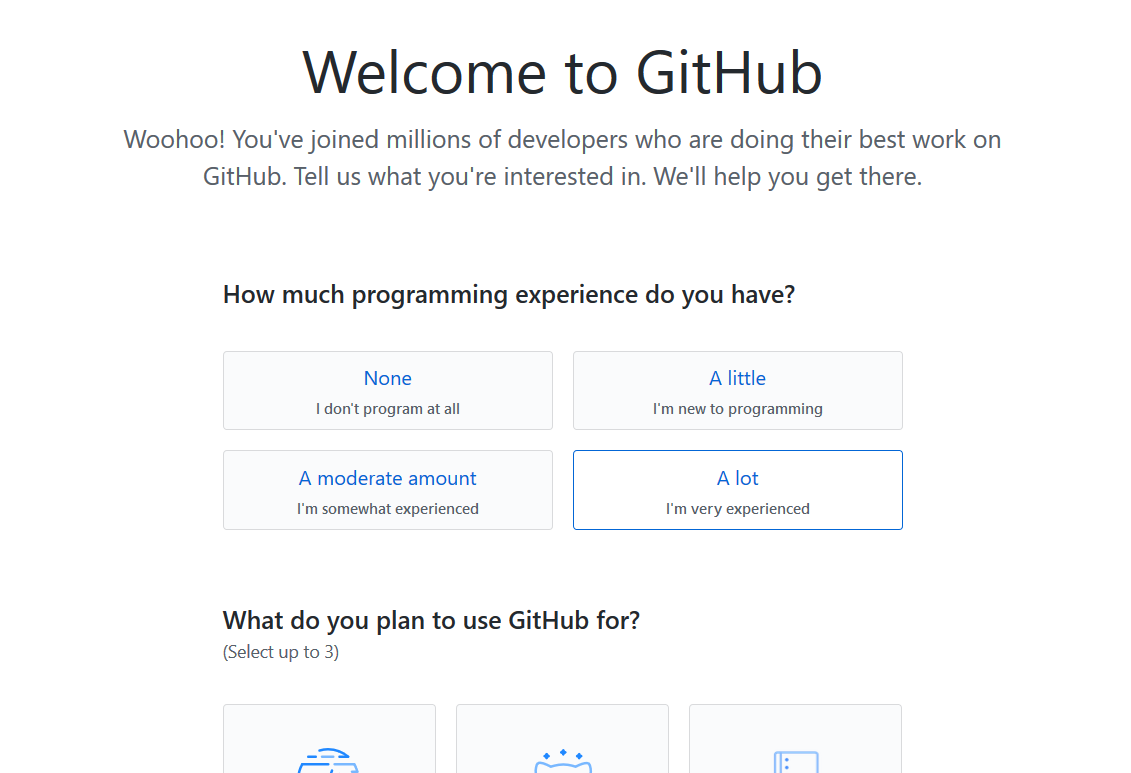 Welcome to GitHub
Woohoo! You've joined millions of developers who are doing their best work on
GitHub. Tell us what you're interested in. We'll help you get there.
How much programming experience do you have?
None
I don't program at all
A little
I'm new to programming
A moderate amount
I'm somewhat experienced
A lot
I'm very experienced
What do you plan to use GitHub for?
(Select up to 3)